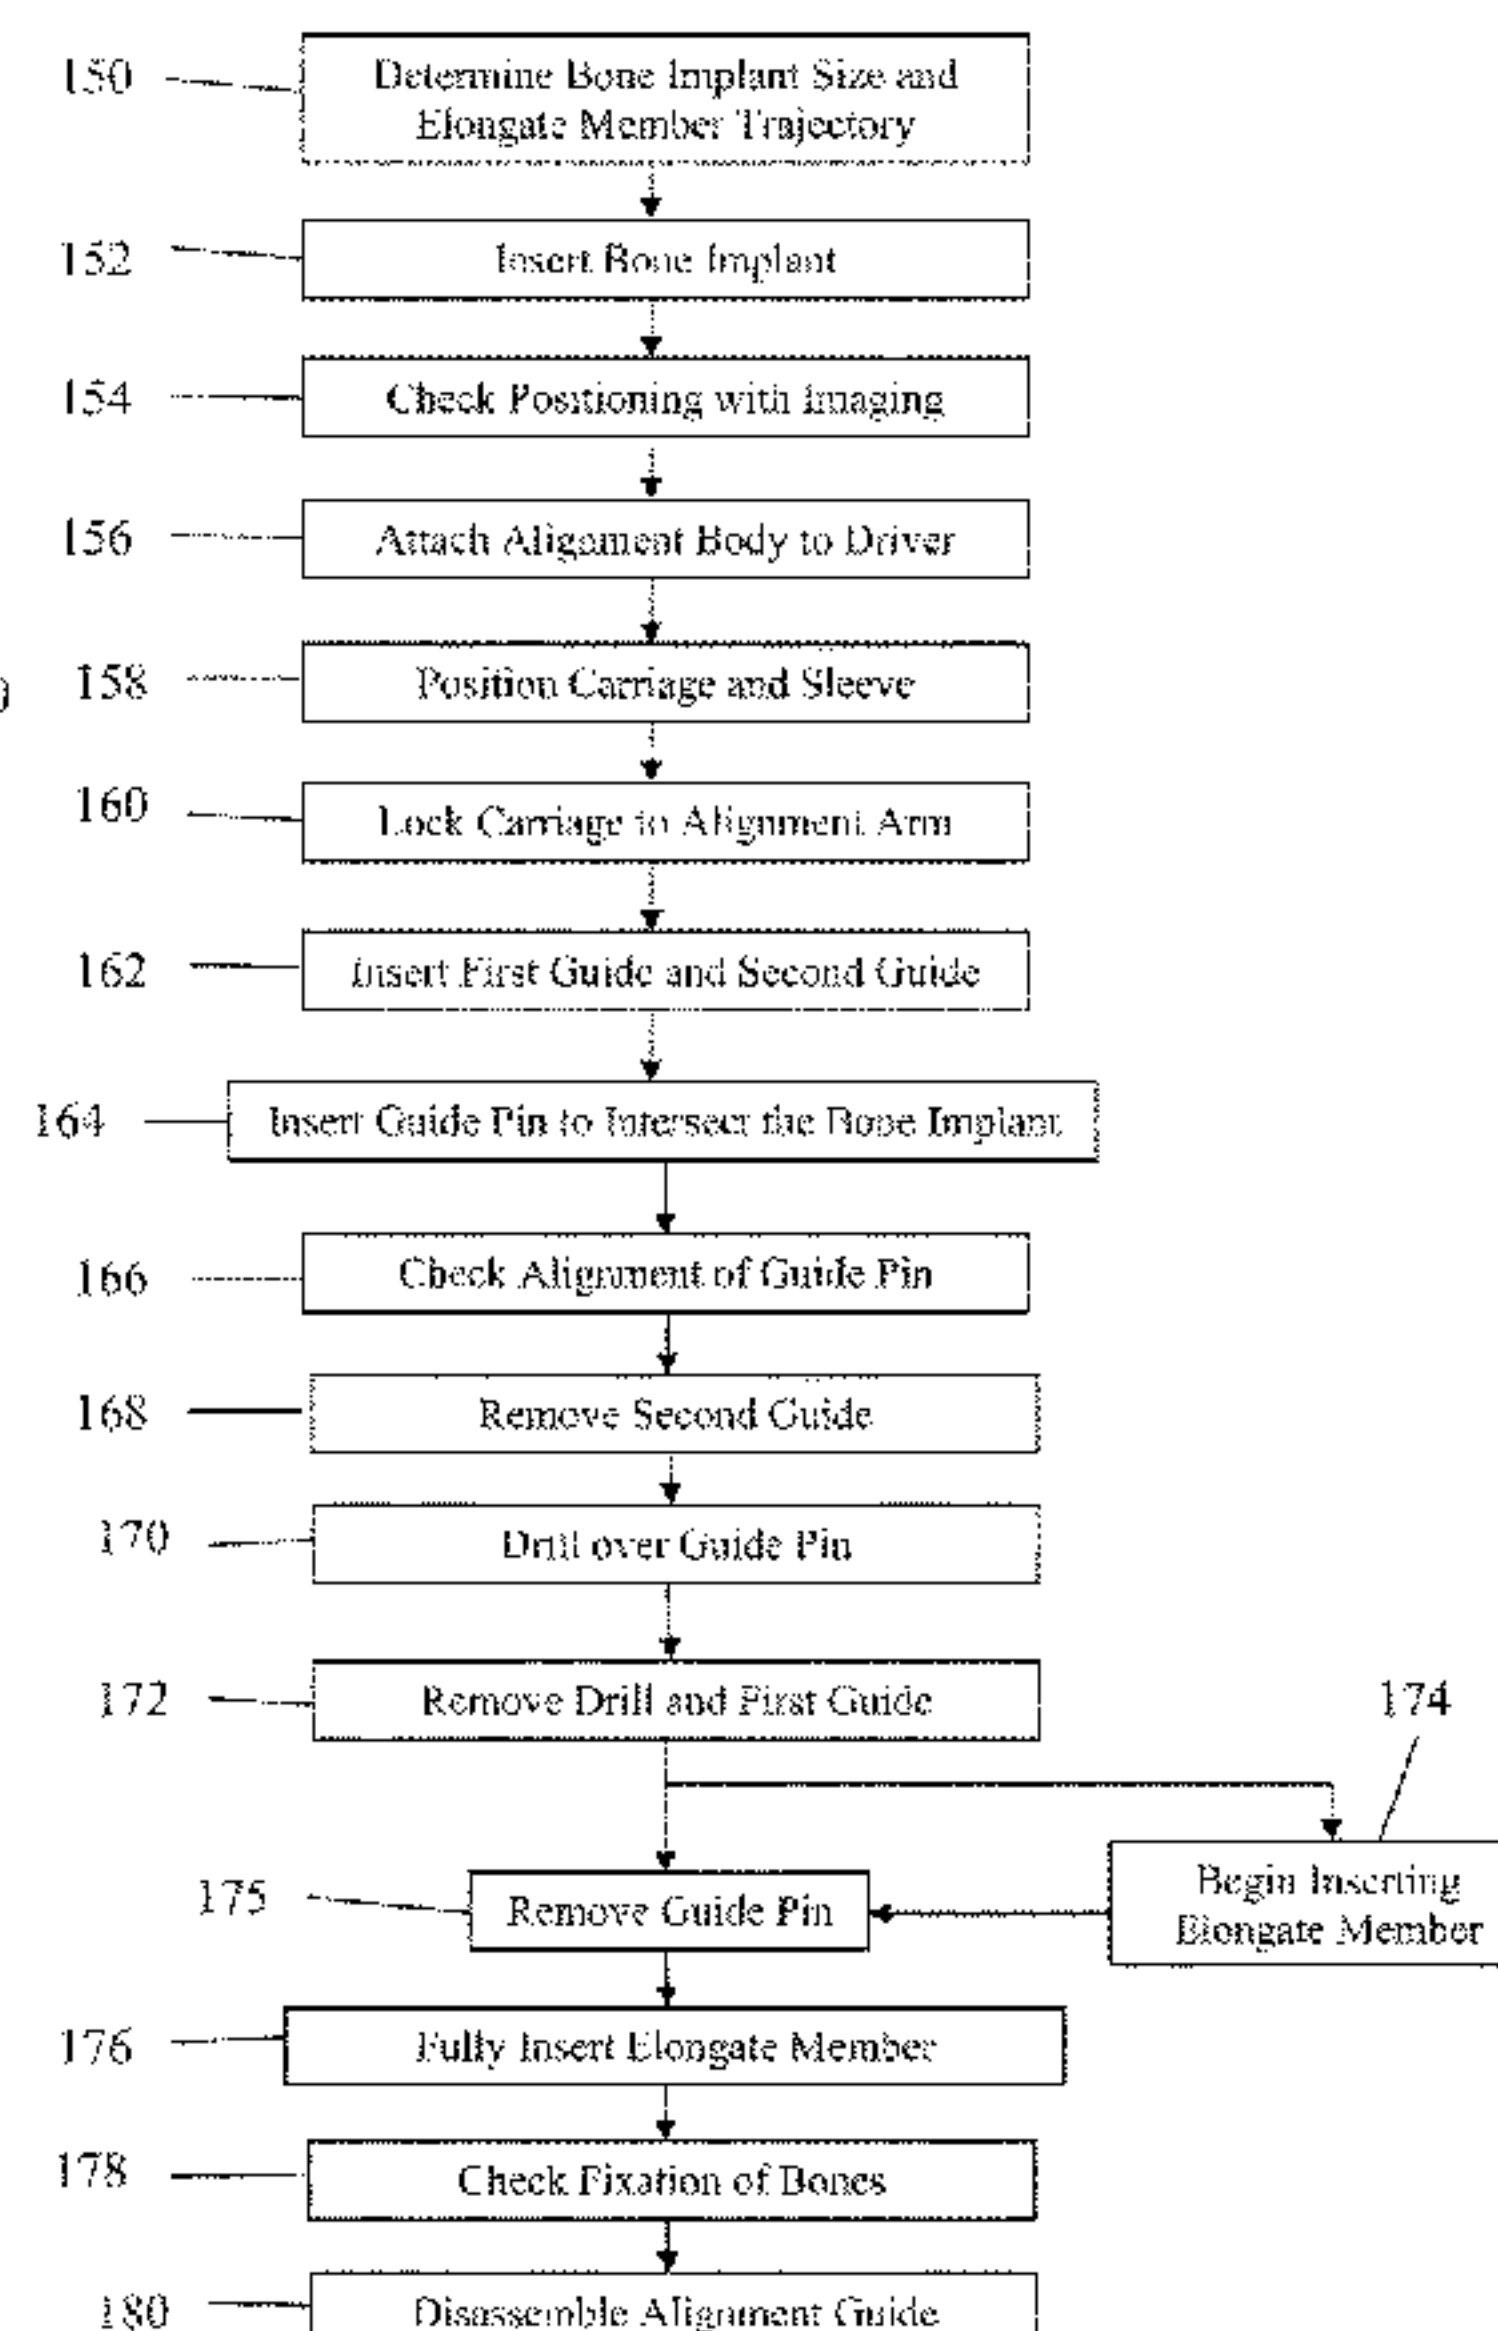 150
Determine Bone Implant Size and
Elongate Member Trajectory
152
Insert Bone Implant
154
Check Positioning with Imaging
156
Attach Alignment Body to Driver
158
Position Carriage and Sleeve
160
Lock Carriage to Alignment Arm
162
Insert First Guide and Second Guide
164
Insert Guide Pin to Intersect the Bone Implant
166
Check Alignment of Guide Pin
168
Remove Second Guide
170
Drill over Guide Pin
172
Remove Drill and First Guide
174
175
Remove Guide Pin
Begin Inserting
Elongate Member
176
Fully Insert Elongate Member
178
Check Fixation of Bones
180
Disassemble Alignment Guide